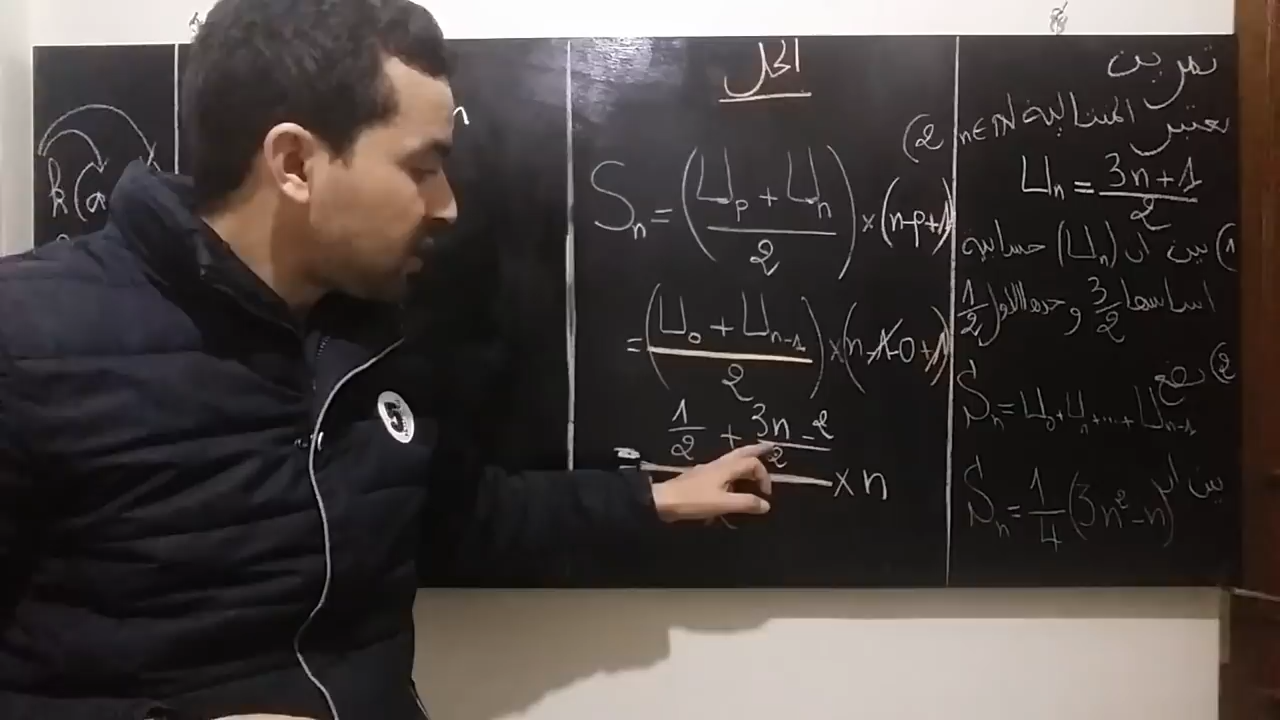 تمرين
نعتبر المتتالية n∈ℕ
Uₙ = (3n+1)/2
1) بين ان (Uₙ) حسابية
اساسها 3/2 وحدها الاول 1/2
2) نضع
Sₙ = U₀ + U₁ + .... + Uₙ₋₁
بين ان
Sₙ = 1/4 (3n² - n)
الحل
2)
Sₙ = ((Uₚ + Uₙ)/2) × (n-p+1)
= ((U₀ + Uₙ₋₁)/2) × (n-1-0+1)
= (1/2 + (3n-2)/2) × n
k(a
5